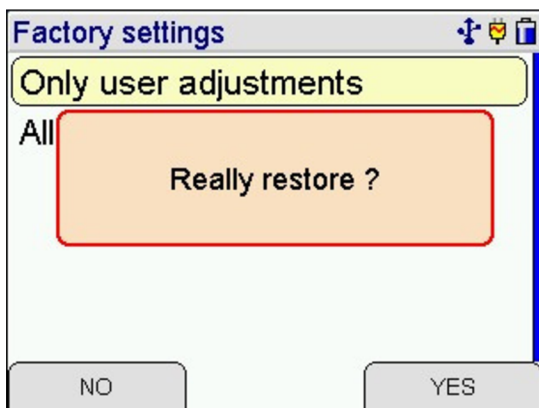 Factory settings
Only user adjustments
All
Really restore ?
NO
YES